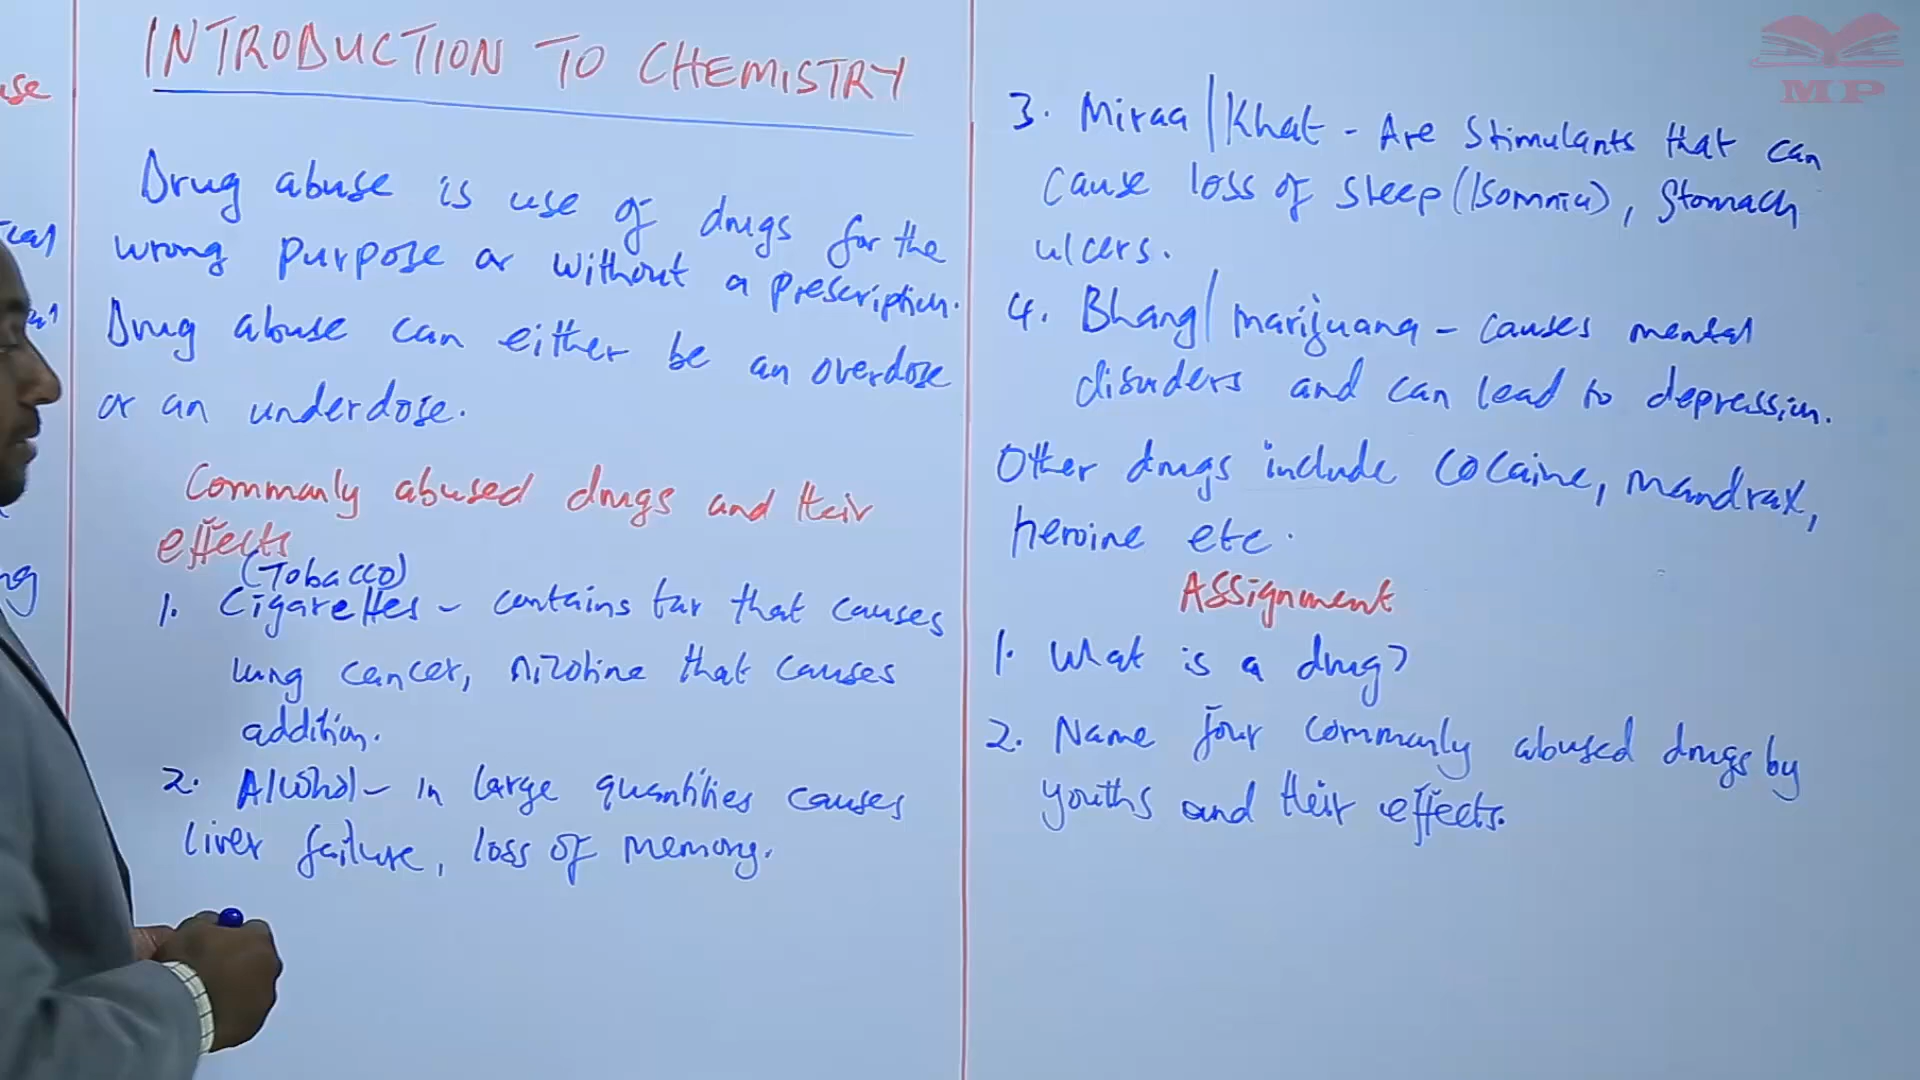 INTRODUCTION TO CHEMISTRY
Drug abuse is use of drugs for the
wrong purpose or without a prescription.
Drug abuse can either be an overdose
or an underdose.
Commonly abused drugs and their
effects
(Tobacco)
1. Cigarettes - contains tar that causes
lung cancer, nicotine that causes
addition.
2. Alcohol - in large quantities causes
liver failure, loss of memory.
3. Miraa/Khat - Are stimulants that can
cause loss of sleep (Isomnia), Stomach
ulcers.
4. Bhang/marijuana - causes mental
disorders and can lead to depression.
Other drugs include cocaine, mandrax,
heroine etc.
Assignment
1. What is a drug?
2. Name four commonly abused drugs by
youths and their effects.
MP